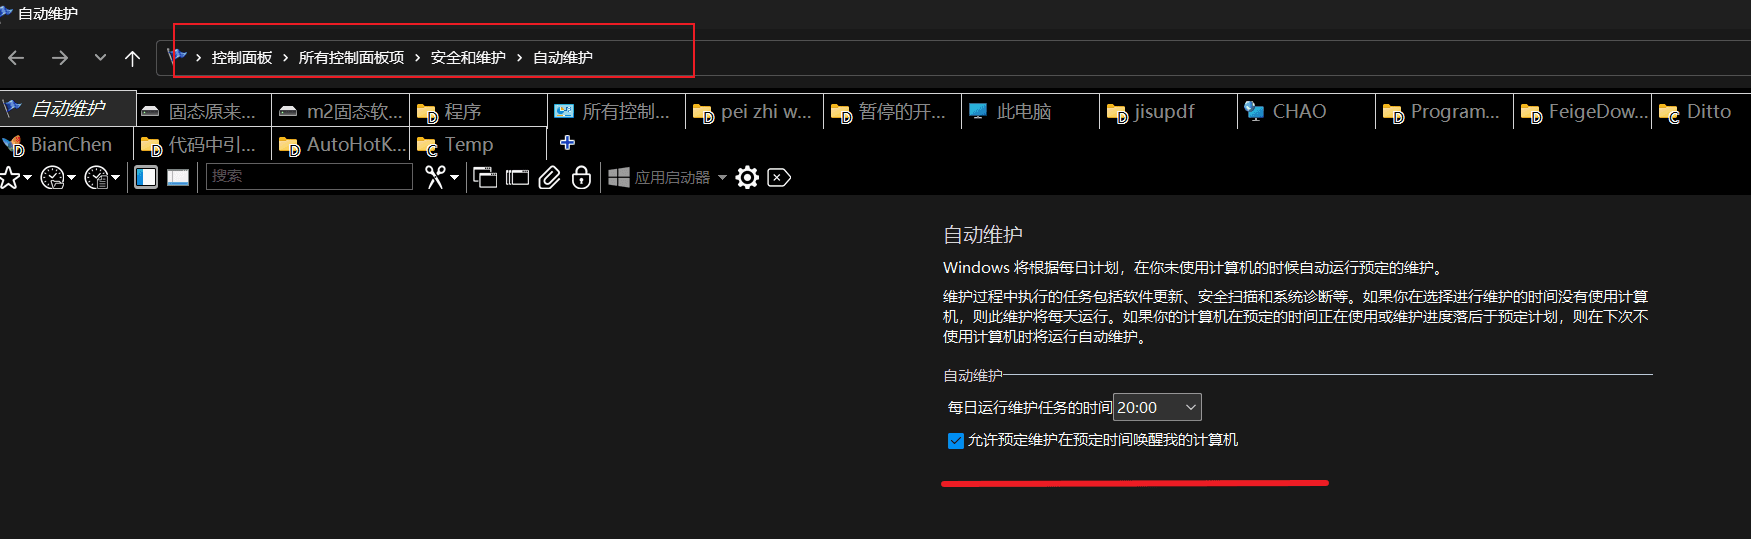 自动维护
控制面板 > 所有控制面板项 > 安全和维护 > 自动维护
自动维护 固态原来... m2固态软... 程序 所有控制... pei zhi w... 暂停的开... 此电脑 jisupdf CHAO Program... FeigeDow... Ditto
BianChen 代码中引... AutoHotK... Temp
搜索 应用启动器
自动维护
Windows 将根据每日计划，在你未使用计算机的时候自动运行预定的维护。
维护过程中执行的任务包括软件更新、安全扫描和系统诊断等。如果你在选择进行维护的时间没有使用计算
机，则此维护将每天运行。如果你的计算机在预定的时间正在使用或维护进度落后于预定计划，则在下次不
使用计算机时将运行自动维护。
自动维护
每日运行维护任务的时间 20:00
允许预定维护在预定时间唤醒我的计算机